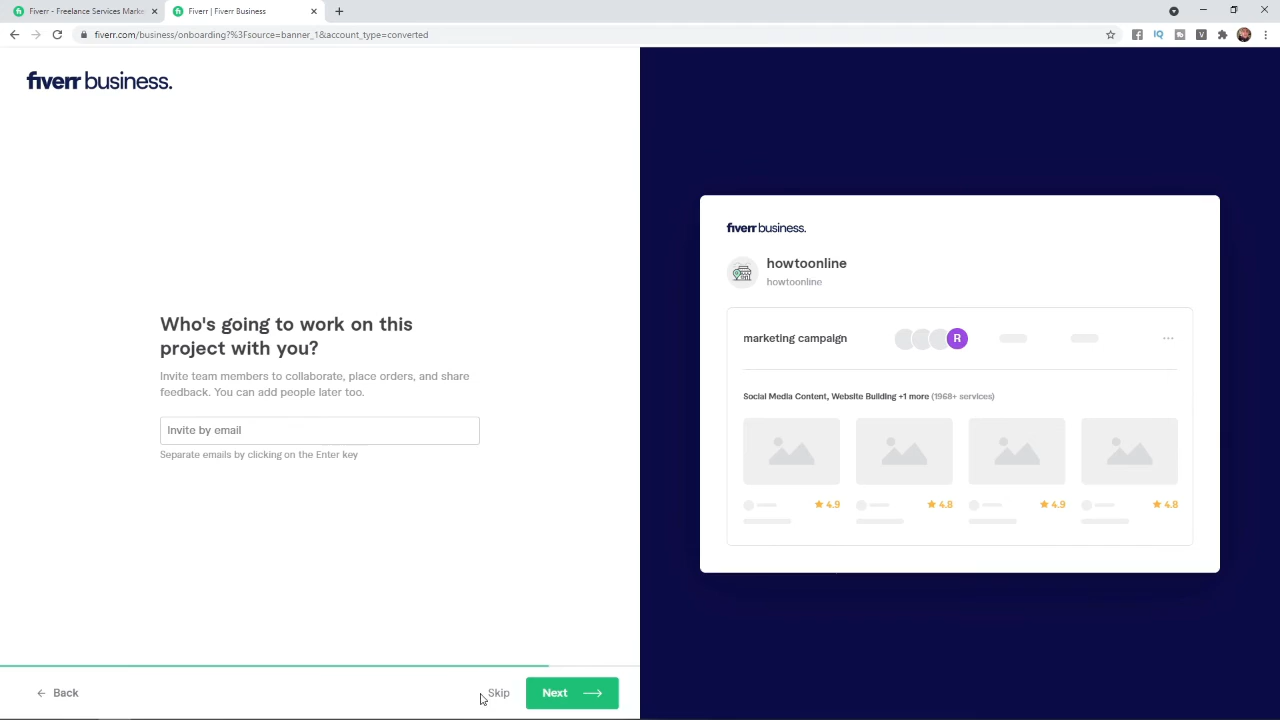 Fiverr - Freelance Services Marke
Fiverr | Fiverr Business
fiverr.com/business/onboarding?%3Fsource=banner_1&account_type=converted
IQ
V
fiverr business.
Who's going to work on this
project with you?
Invite team members to collaborate, place orders, and share
feedback. You can add people later too.
Invite by email
Separate emails by clicking on the Enter key
Back
Skip
Next
fiverr business.
howtoonline
howtoonline
marketing campaign
R
Social Media Content, Website Building +1 more (1968+ services)
4.9
4.8
4.9
4.8